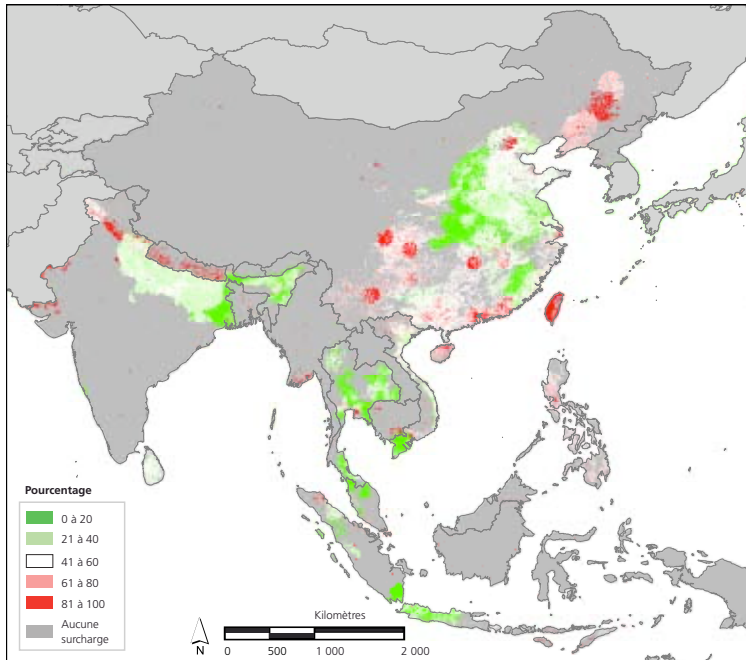 Pourcentage
0 à 20
21 à 40
41 à 60
61 à 80
81 à 100
Aucune
surcharge
Kilomètres
N
0 500 1 000 2 000